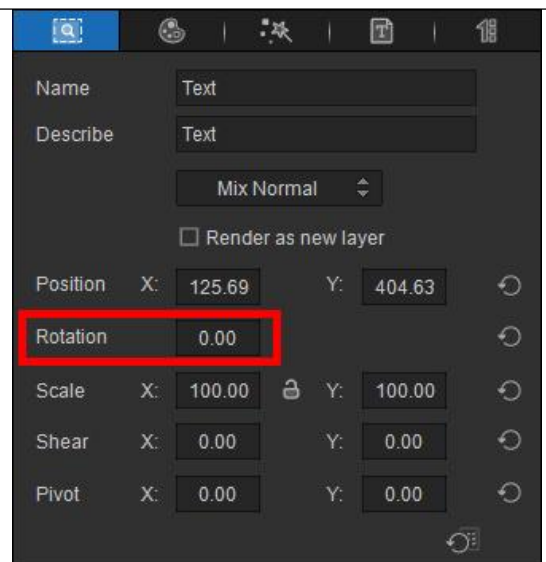 Name Text
Describe Text
Mix Normal
Render as new layer
Position X: 125.69 Y: 404.63
Rotation 0.00
Scale X: 100.00 Y: 100.00
Shear X: 0.00 Y: 0.00
Pivot X: 0.00 Y: 0.00